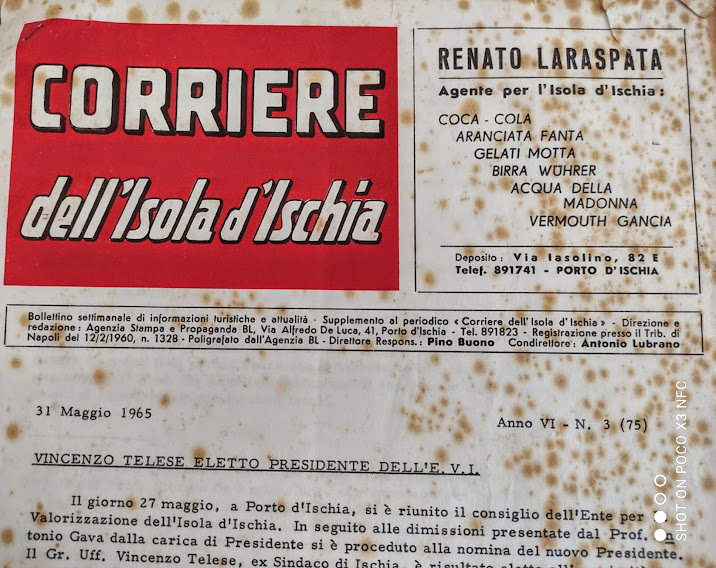 CORRIERE
dell'Isola d'Ischia
RENATO LARASPATA
Agente per l'Isola d'Ischia :
COCA - COLA
ARANCIATA FANTA
GELATI MOTTA
BIRRA WÜHRER
ACQUA DELLA
MADONNA
VERMOUTH GANCIA
Deposito : Via Iasolino, 82 E
Telef. 891741 - PORTO D'ISCHIA
Bollettino settimanale di informazioni turistiche e attualità - Supplemento al periodico « Corriere dell'Isola d'Ischia » - Direzione e
redazione : Agenzia Stampa e Propaganda BL, Via Alfredo De Luca, 41, Porto d'Ischia - Tel. 891823 - Registrazione presso il Trib. di
Napoli del 12/2/1960, n. 1328 - Poligrafato dall'Agenzia BL - Direttore Respons. : Pino Buono Condirettore : Antonio Lubrano
31 Maggio 1965
Anno VI - N. 3 (75)
VINCENZO TELESE ELETTO PRESIDENTE DELL'E. V. I.
Il giorno 27 maggio, a Porto d'Ischia, si è riunito il consiglio dell'Ente per
Valorizzazione dell'Isola d'Ischia. In seguito alle dimissioni presentate dal Prof.
tonio Gava dalla carica di Presidente si è proceduto alla nomina del nuovo Presidente.
Il Gr. Uff. Vincenzo Telese, ex Sindaco di Ischia, è risultato eletto
SHOT ON POCO X3 NFC